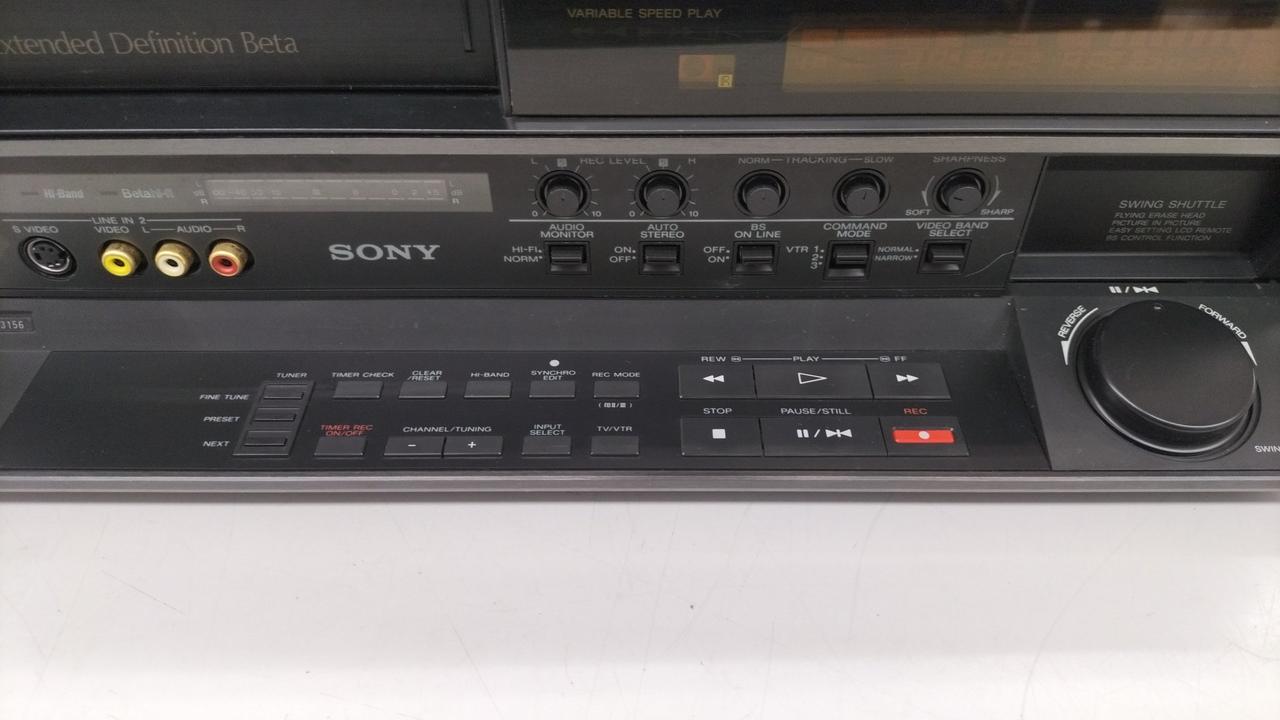 VARIABLE SPEED PLAY
xtended Definition Beta
L REC LEVEL R
NORM TRACKING SLOW
SHARPNESS
0 10 0 10
SOFT SHARP
Hi-Band
BetaHi-Fi
dB
L
R
LINE IN 2
S VIDEO VIDEO L AUDIO R
SONY
AUDIO MONITOR
HI-FI
NORM
AUTO STEREO
ON
OFF
BS ON LINE
OFF
ON
COMMAND MODE
VTR 1
2
3
VIDEO BAND SELECT
NORMAL
NARROW
SWING SHUTTLE
FLYING ERASE HEAD
PICTURE IN PICTURE
EASY SETTING LCD REMOTE
BS CONTROL FUNCTION
REVERSE
FORWARD
SWIN
3156
TUNER
FINE TUNE
PRESET
NEXT
TIMER CHECK
CLEAR
/RESET
HI-BAND
SYNCHRO
EDIT
REC MODE
TIMER REC
ON/OFF
CHANNEL/TUNING
− +
INPUT
SELECT
TV/VTR
REW PLAY FF
STOP PAUSE/STILL REC